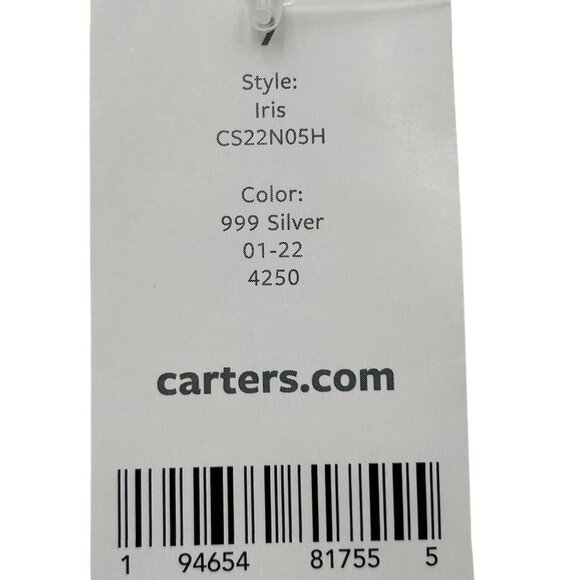 Style:
Iris
CS22N05H
Color:
999 Silver
01-22
4250
carters.com
1 94654 81755 5